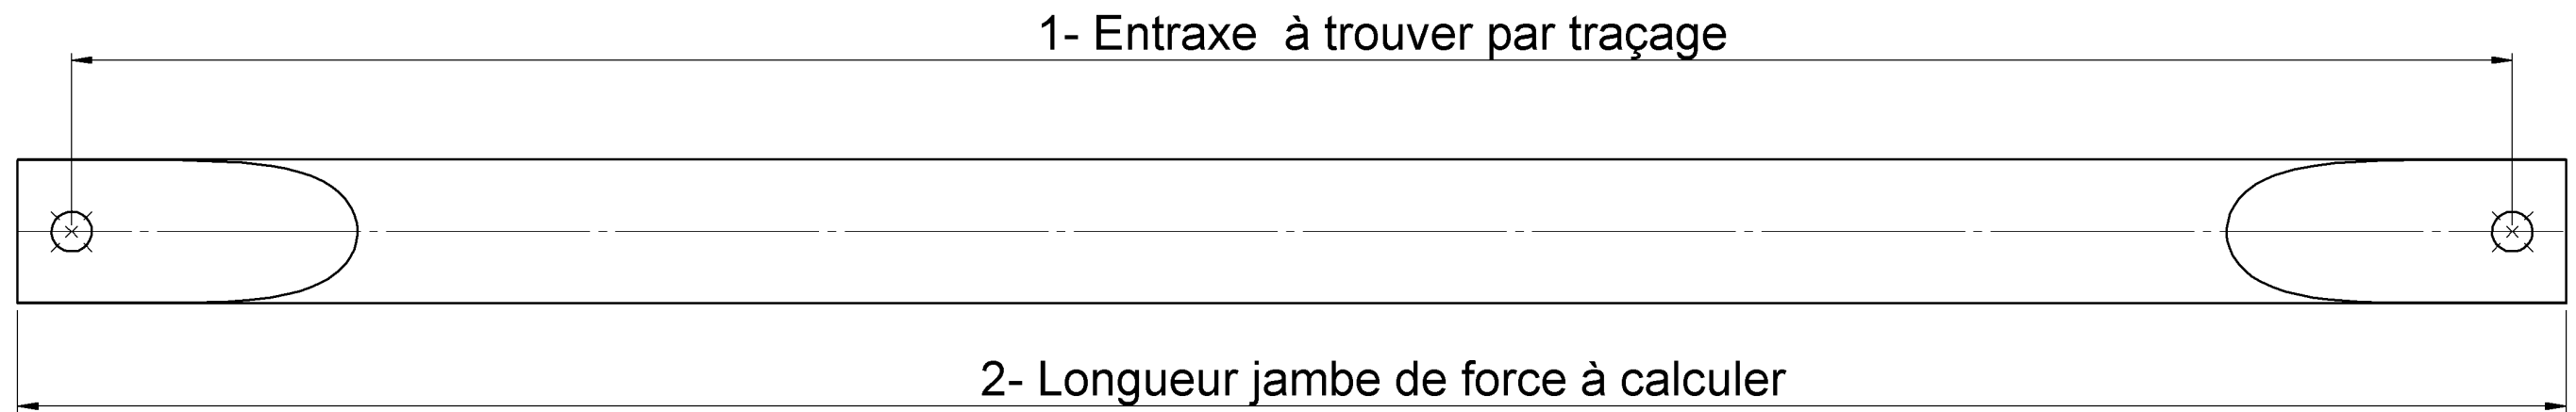 1- Entraxe à trouver par traçage
2- Longueur jambe de force à calculer